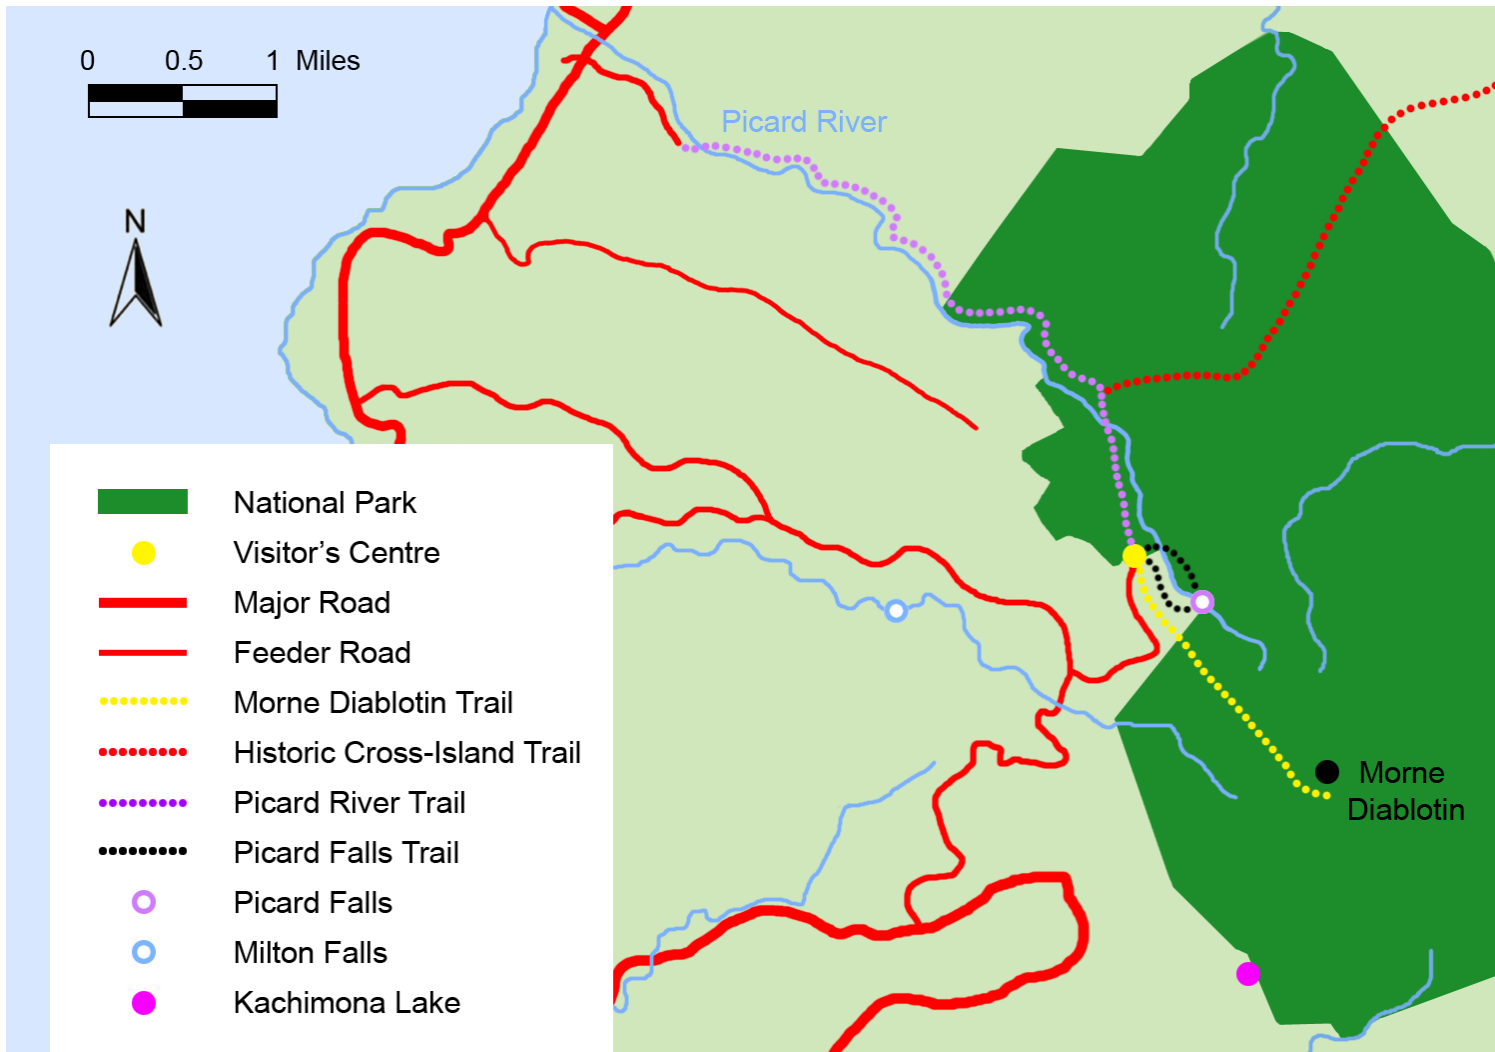 0 0.5 1 Miles
Picard River
N
National Park
Visitor's Centre
Major Road
Feeder Road
Morne Diablotin Trail
Historic Cross-Island Trail
Picard River Trail
Picard Falls Trail
Picard Falls
Milton Falls
Kachimona Lake
Morne
Diablotin